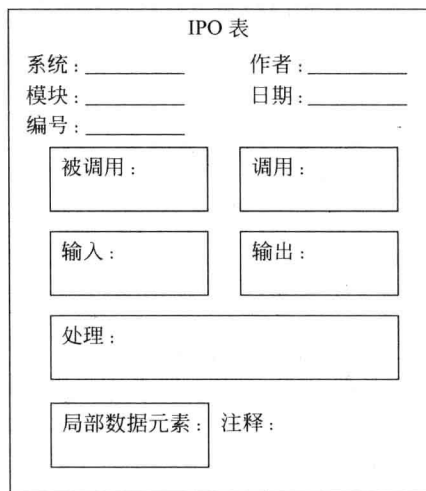 IPO 表
系统：
作者：
模块：
日期：
编号：
被调用：
调用：
输入：
输出：
处理：
局部数据元素：
注释：